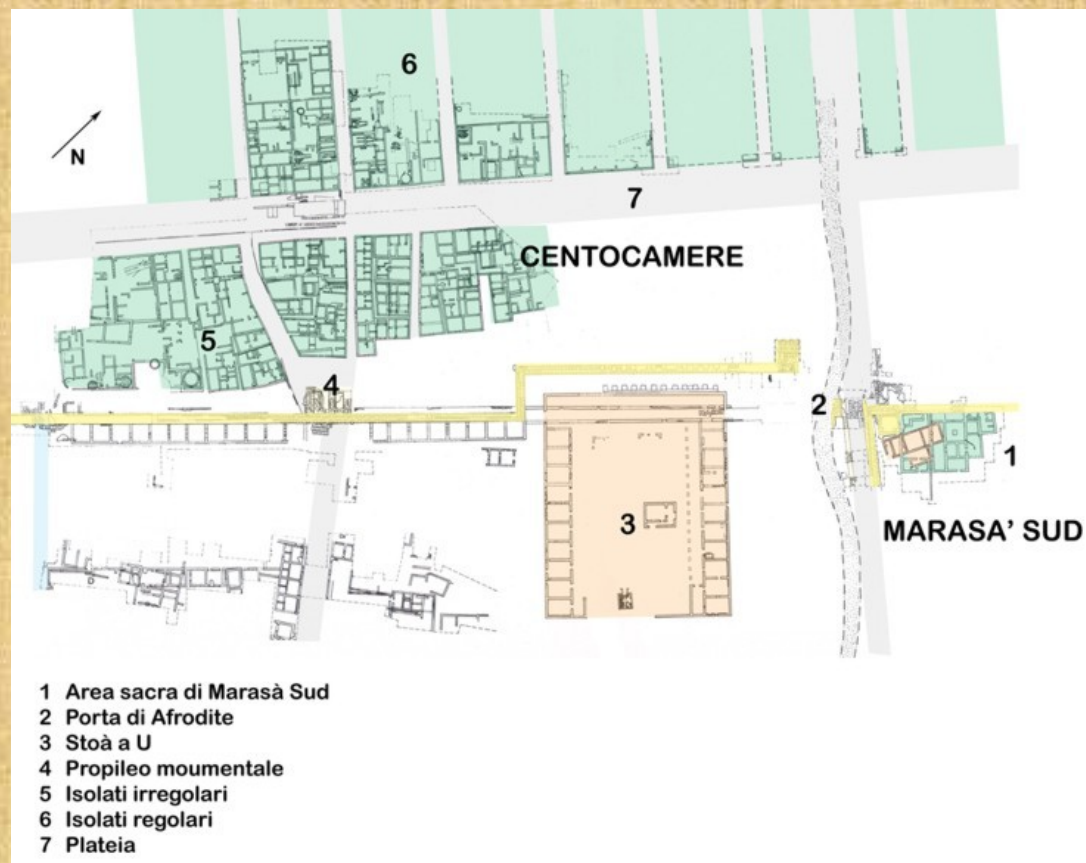 6
N
7
CENTOCAMERE
5
4
2
1
3
MARASA' SUD
1 Area sacra di Marasà Sud
2 Porta di Afrodite
3 Stoà a U
4 Propileo moumentale
5 Isolati irregolari
6 Isolati regolari
7 Plateia